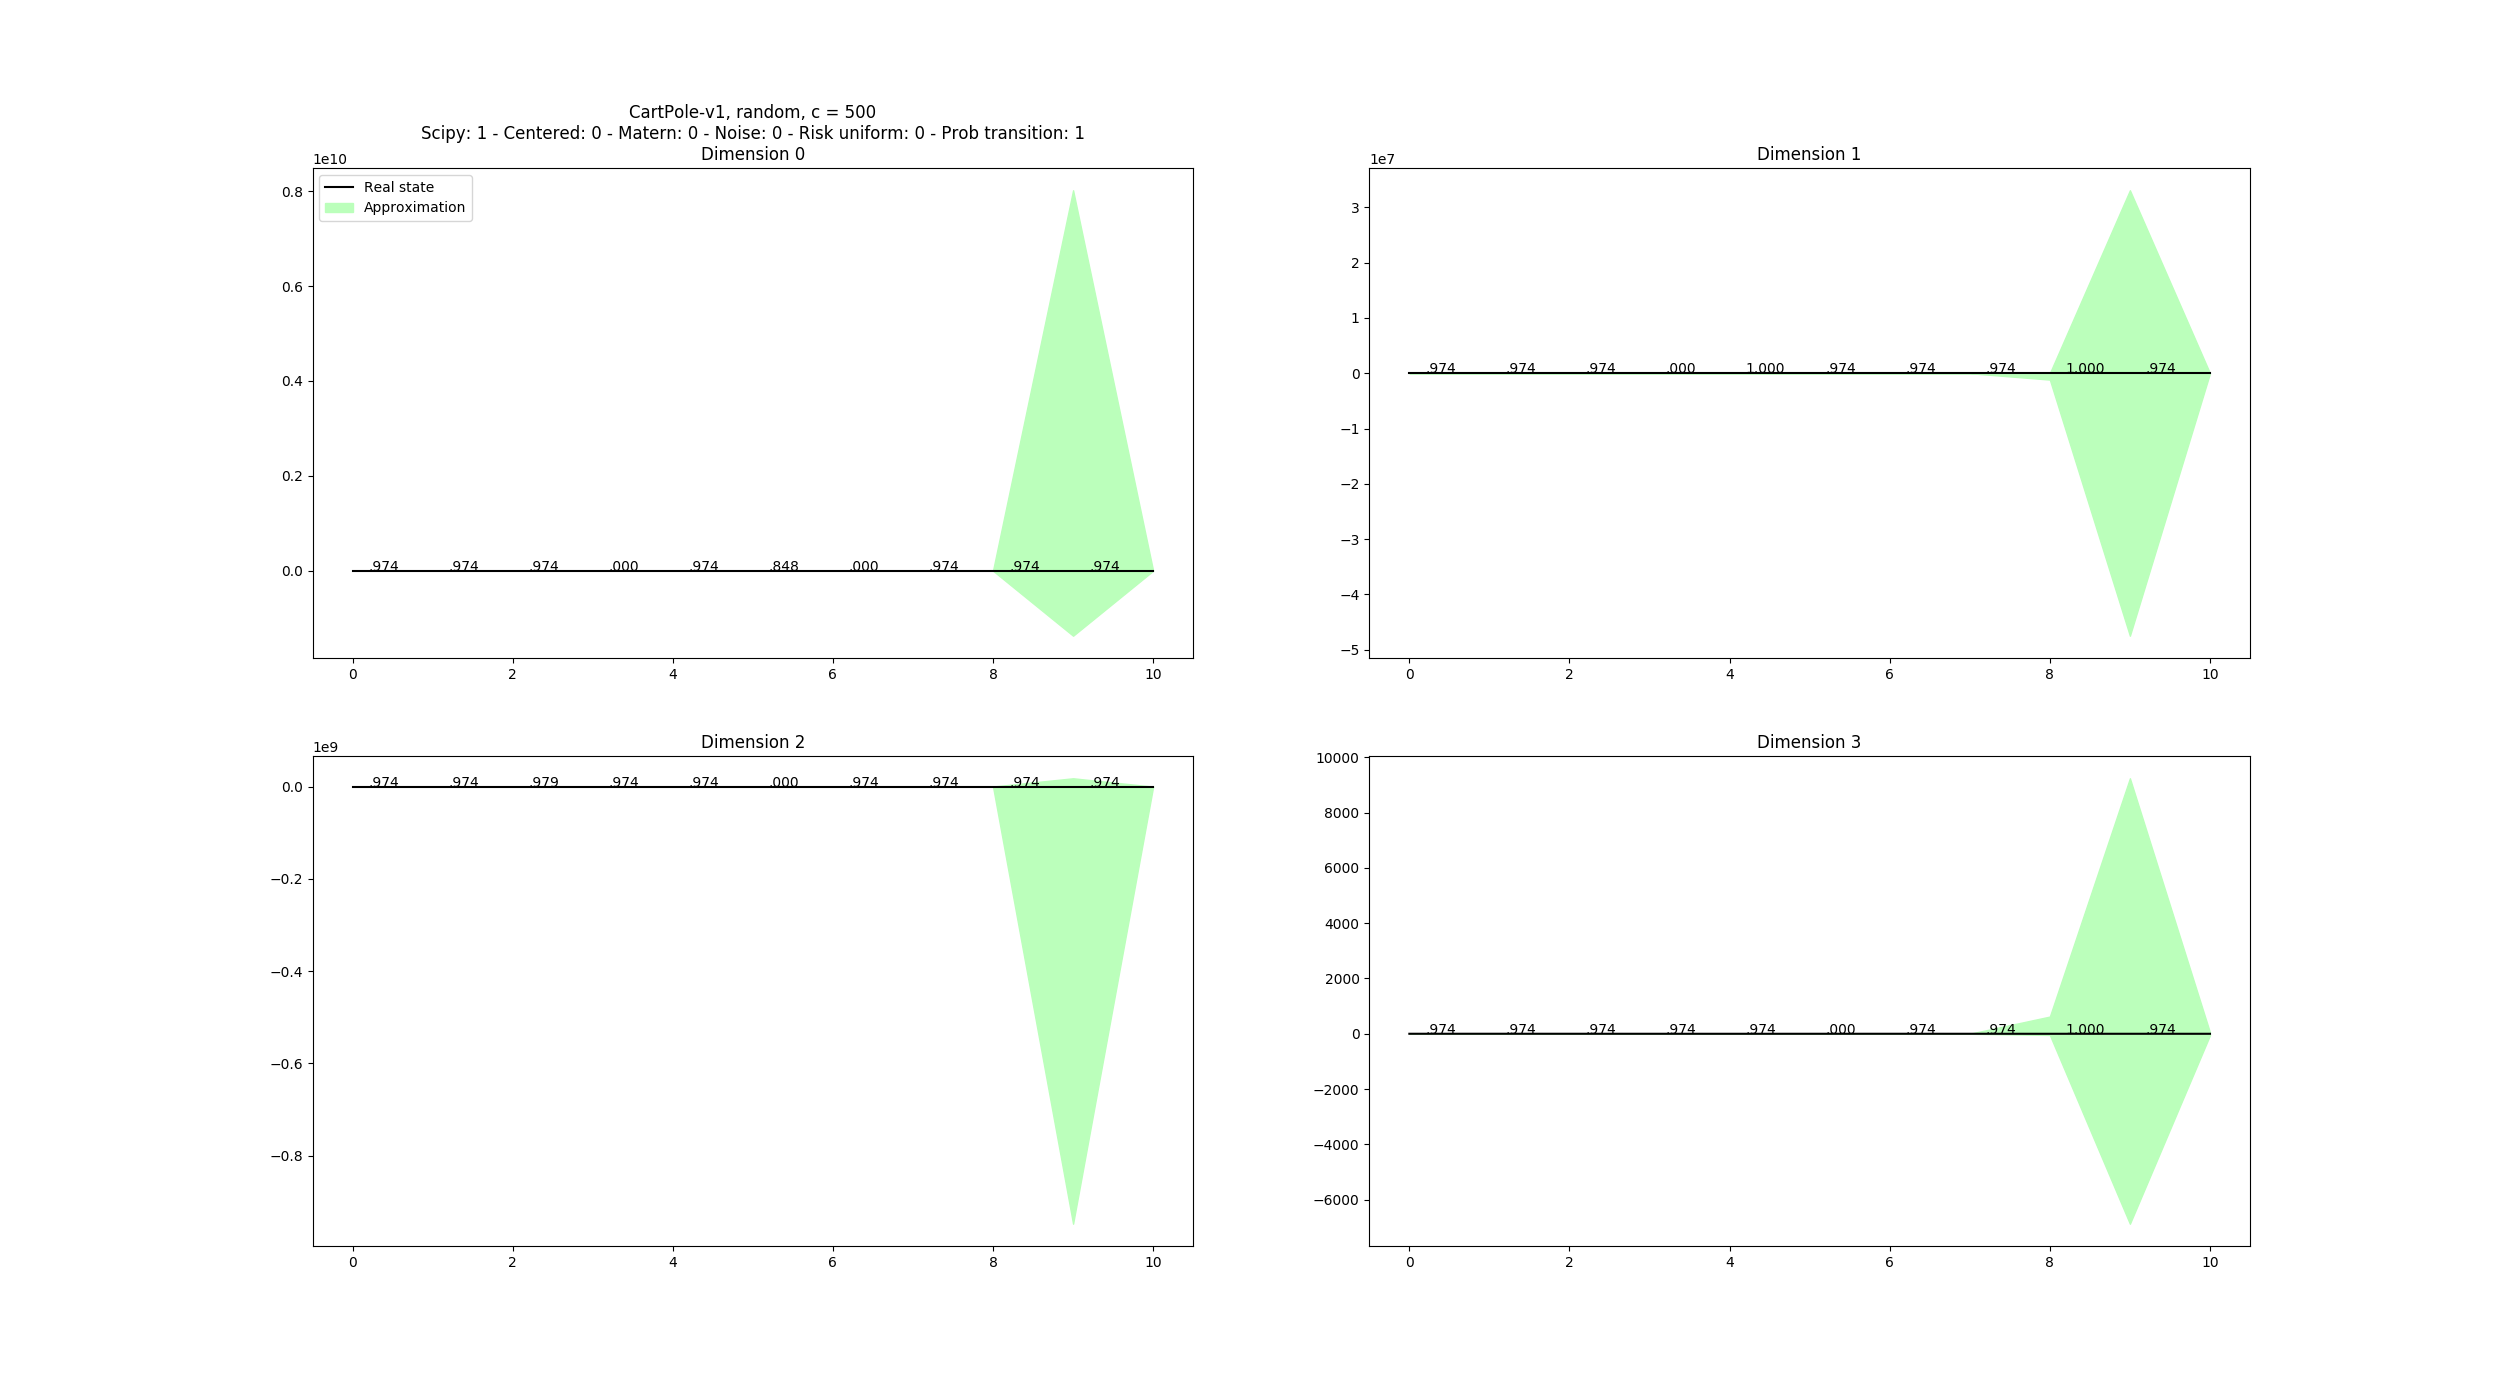 CartPole-v1, random, c = 500
Scipy: 1 - Centered: 0 - Matern: 0 - Noise: 0 - Risk uniform: 0 - Prob transition: 1
Dimension 0
1e10
Real state
Approximation
0.8
0.6
0.4
0.2
0.0
.974 .974 .974 .000 .974 .848 .000 .974 .974 .974
0 2 4 6 8 10
Dimension 1
1e7
3
2
1
0
−1
−2
−3
−4
−5
.974 .974 .974 .000 1.000 .974 .974 .974 1.000 .974
0 2 4 6 8 10
Dimension 2
1e9
0.0
−0.2
−0.4
−0.6
−0.8
.974 .974 .979 .974 .974 .000 .974 .974 .974 .974
0 2 4 6 8 10
Dimension 3
10000
8000
6000
4000
2000
0
−2000
−4000
−6000
.974 .974 .974 .974 .974 .000 .974 .974 1.000 .974
0 2 4 6 8 10